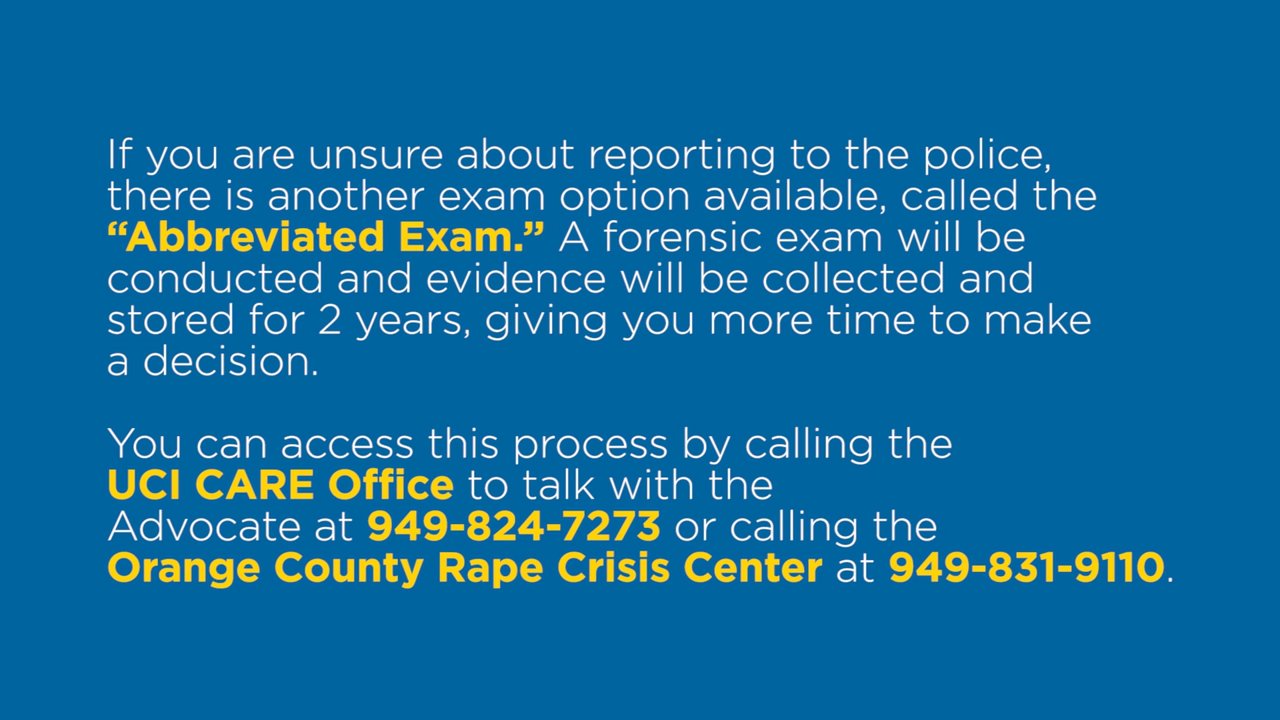 If you are unsure about reporting to the police,
there is another exam option available, called the
“Abbreviated Exam.” A forensic exam will be
conducted and evidence will be collected and
stored for 2 years, giving you more time to make
a decision.
You can access this process by calling the
UCI CARE Office to talk with the
Advocate at 949-824-7273 or calling the
Orange County Rape Crisis Center at 949-831-9110.